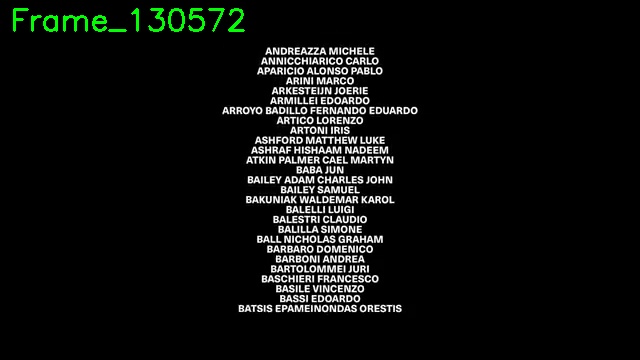 Frame_130572
ANDREAZZA MICHELE
ANNICCHIARICO CARLO
APARICIO ALONSO PABLO
ARINI MARCO
ARKESTEIJN JOERIE
ARMILLEI EDOARDO
ARROYO BADILLO FERNANDO EDUARDO
ARTICO LORENZO
ARTONI IRIS
ASHFORD MATTHEW LUKE
ASHRAF HISHAAM NADEEM
ATKIN PALMER CAEL MARTYN
BABA JUN
BAILEY ADAM CHARLES JOHN
BAILEY SAMUEL
BAKUNIAK WALDEMAR KAROL
BALELLI LUIGI
BALESTRI CLAUDIO
BALILLA SIMONE
BALL NICHOLAS GRAHAM
BARBARO DOMENICO
BARBONI ANDREA
BARTOLOMMEI JURI
BASCHIERI FRANCESCO
BASILE VINCENZO
BASSI EDOARDO
BATSIS EPAMEINONDAS ORESTIS